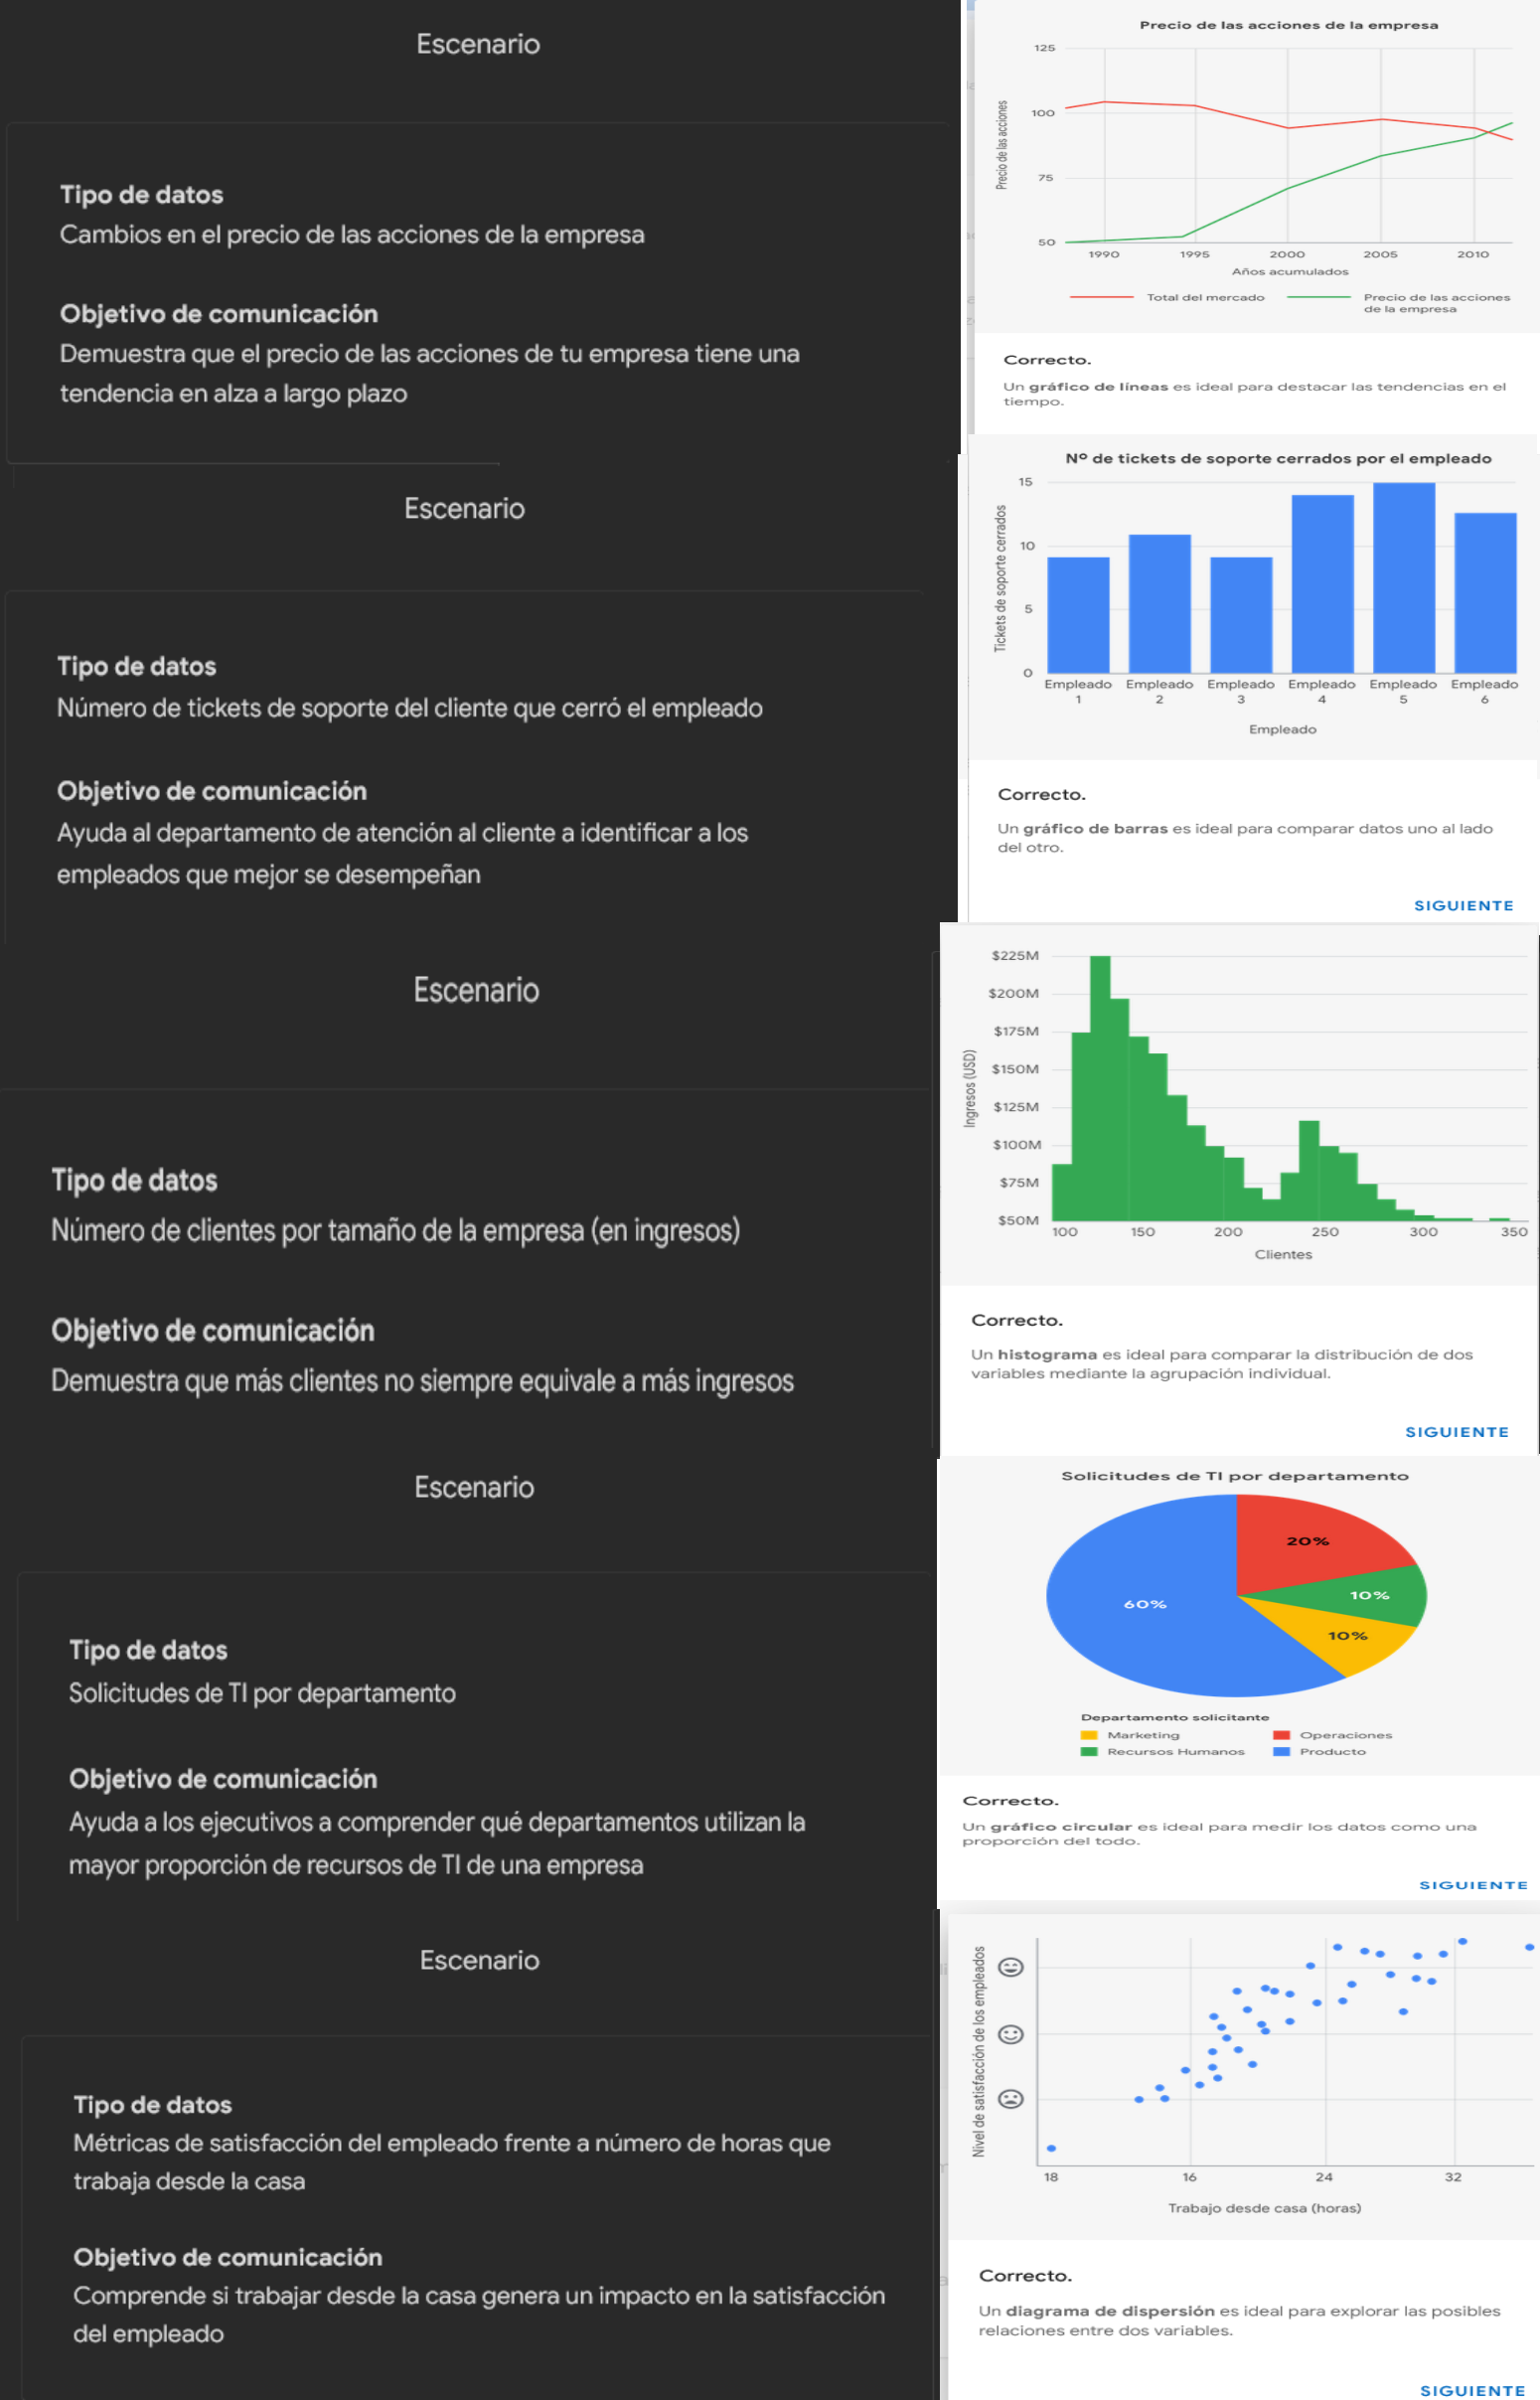 Escenario
Tipo de datos
Cambios en el precio de las acciones de la empresa
Objetivo de comunicación
Demuestra que el precio de las acciones de tu empresa tiene una
tendencia en alza a largo plazo
Precio de las acciones de la empresa
Precio de las acciones
125
100
75
50
1990 1995 2000 2005 2010
Años acumulados
Total del mercado
Precio de las acciones
de la empresa
Correcto.
Un gráfico de líneas es ideal para destacar las tendencias en el
tiempo.
Escenario
Tipo de datos
Número de tickets de soporte del cliente que cerró el empleado
Objetivo de comunicación
Ayuda al departamento de atención al cliente a identificar a los
empleados que mejor se desempeñan
Nº de tickets de soporte cerrados por el empleado
Tickets de soporte cerrados
15
10
5
0
Empleado Empleado Empleado Empleado Empleado Empleado
1 2 3 4 5 6
Empleado
Correcto.
Un gráfico de barras es ideal para comparar datos uno al lado
del otro.
SIGUIENTE
Escenario
Tipo de datos
Número de clientes por tamaño de la empresa (en ingresos)
Objetivo de comunicación
Demuestra que más clientes no siempre equivale a más ingresos
Ingresos (USD)
$225M
$200M
$175M
$150M
$125M
$100M
$75M
$50M
100 150 200 250 300 350
Clientes
Correcto.
Un histograma es ideal para comparar la distribución de dos
variables mediante la agrupación individual.
SIGUIENTE
Escenario
Tipo de datos
Solicitudes de TI por departamento
Objetivo de comunicación
Ayuda a los ejecutivos a comprender qué departamentos utilizan la
mayor proporción de recursos de TI de una empresa
Solicitudes de TI por departamento
20%
10%
60%
10%
Departamento solicitante
Marketing Operaciones
Recursos Humanos Producto
Correcto.
Un gráfico circular es ideal para medir los datos como una
proporción del todo.
SIGUIENTE
Escenario
Tipo de datos
Métricas de satisfacción del empleado frente a número de horas que
trabaja desde la casa
Objetivo de comunicación
Comprende si trabajar desde la casa genera un impacto en la satisfacción
del empleado
Nivel de satisfacción de los empleados
18 16 24 32
Trabajo desde casa (horas)
Correcto.
Un diagrama de dispersión es ideal para explorar las posibles
relaciones entre dos variables.
SIGUIENTE